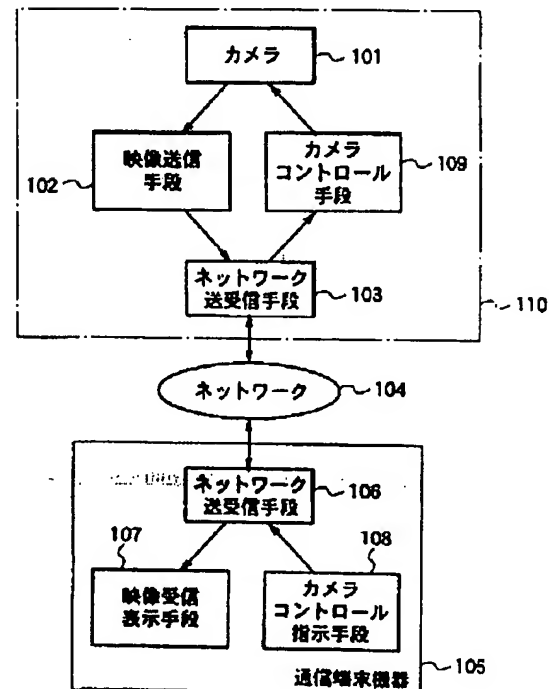 カメラ
101
映像送信
手段
102
カメラ
コントロール
手段
109
ネットワーク
送受信手段
103
110
ネットワーク
104
ネットワーク
送受信手段
106
107
映像受信
表示手段
108
カメラ
コントロール
指示手段
通信端末機器
105